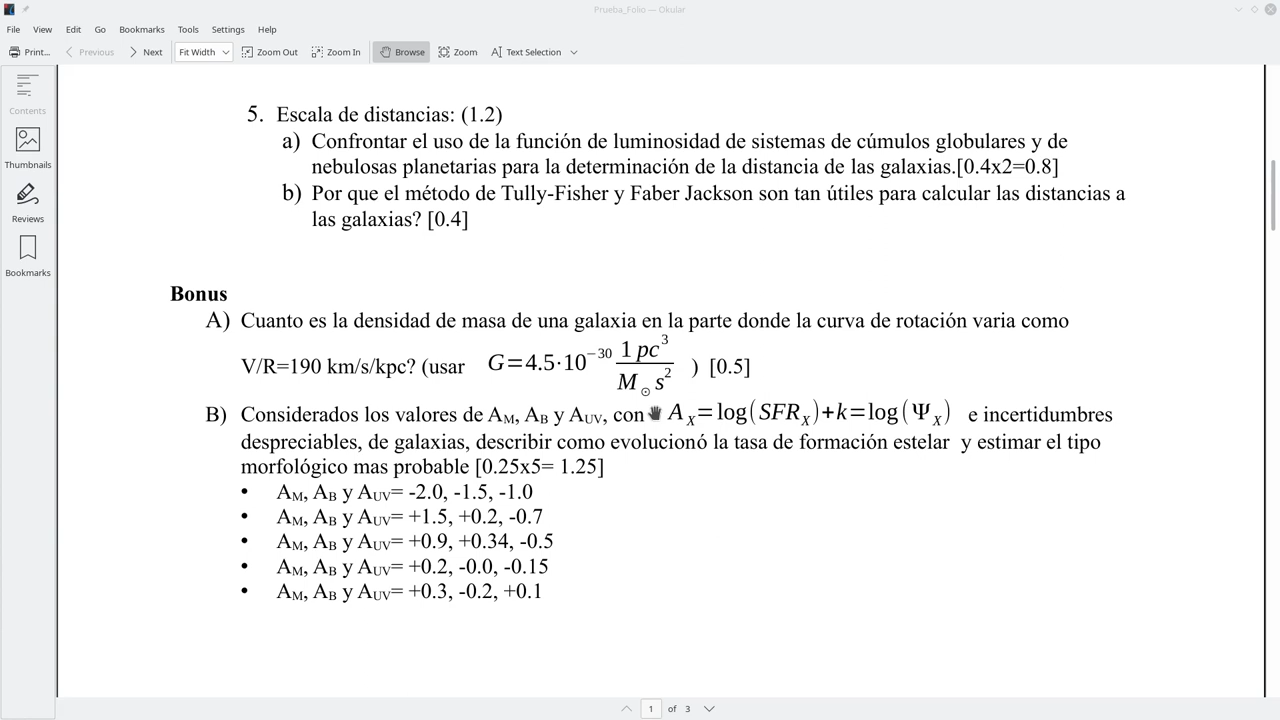 Prueba_Folio — Okular
File View Edit Go Bookmarks Tools Settings Help
Print... Previous Next Fit Width Zoom Out Zoom In Browse Zoom Text Selection
Contents
Thumbnails
Reviews
Bookmarks
5. Escala de distancias: (1.2)
a) Confrontar el uso de la función de luminosidad de sistemas de cúmulos globulares y de
nebulosas planetarias para la determinación de la distancia de las galaxias.[0.4x2=0.8]
b) Por que el método de Tully-Fisher y Faber Jackson son tan útiles para calcular las distancias a
las galaxias? [0.4]
Bonus
A) Cuanto es la densidad de masa de una galaxia en la parte donde la curva de rotación varia como
V/R=190 km/s/kpc? (usar G=4.5·10^{-30} \frac{1 pc^3}{M_⊙ s^2} ) [0.5]
B) Considerados los valores de A_M, A_B y A_UV, con A_X=log(SFR_X)+k=log(Ψ_X) e incertidumbres
despreciables, de galaxias, describir como evolucionó la tasa de formación estelar y estimar el tipo
morfológico mas probable [0.25x5= 1.25]
• A_M, A_B y A_UV= -2.0, -1.5, -1.0
• A_M, A_B y A_UV= +1.5, +0.2, -0.7
• A_M, A_B y A_UV= +0.9, +0.34, -0.5
• A_M, A_B y A_UV= +0.2, -0.0, -0.15
• A_M, A_B y A_UV= +0.3, -0.2, +0.1
1 of 3